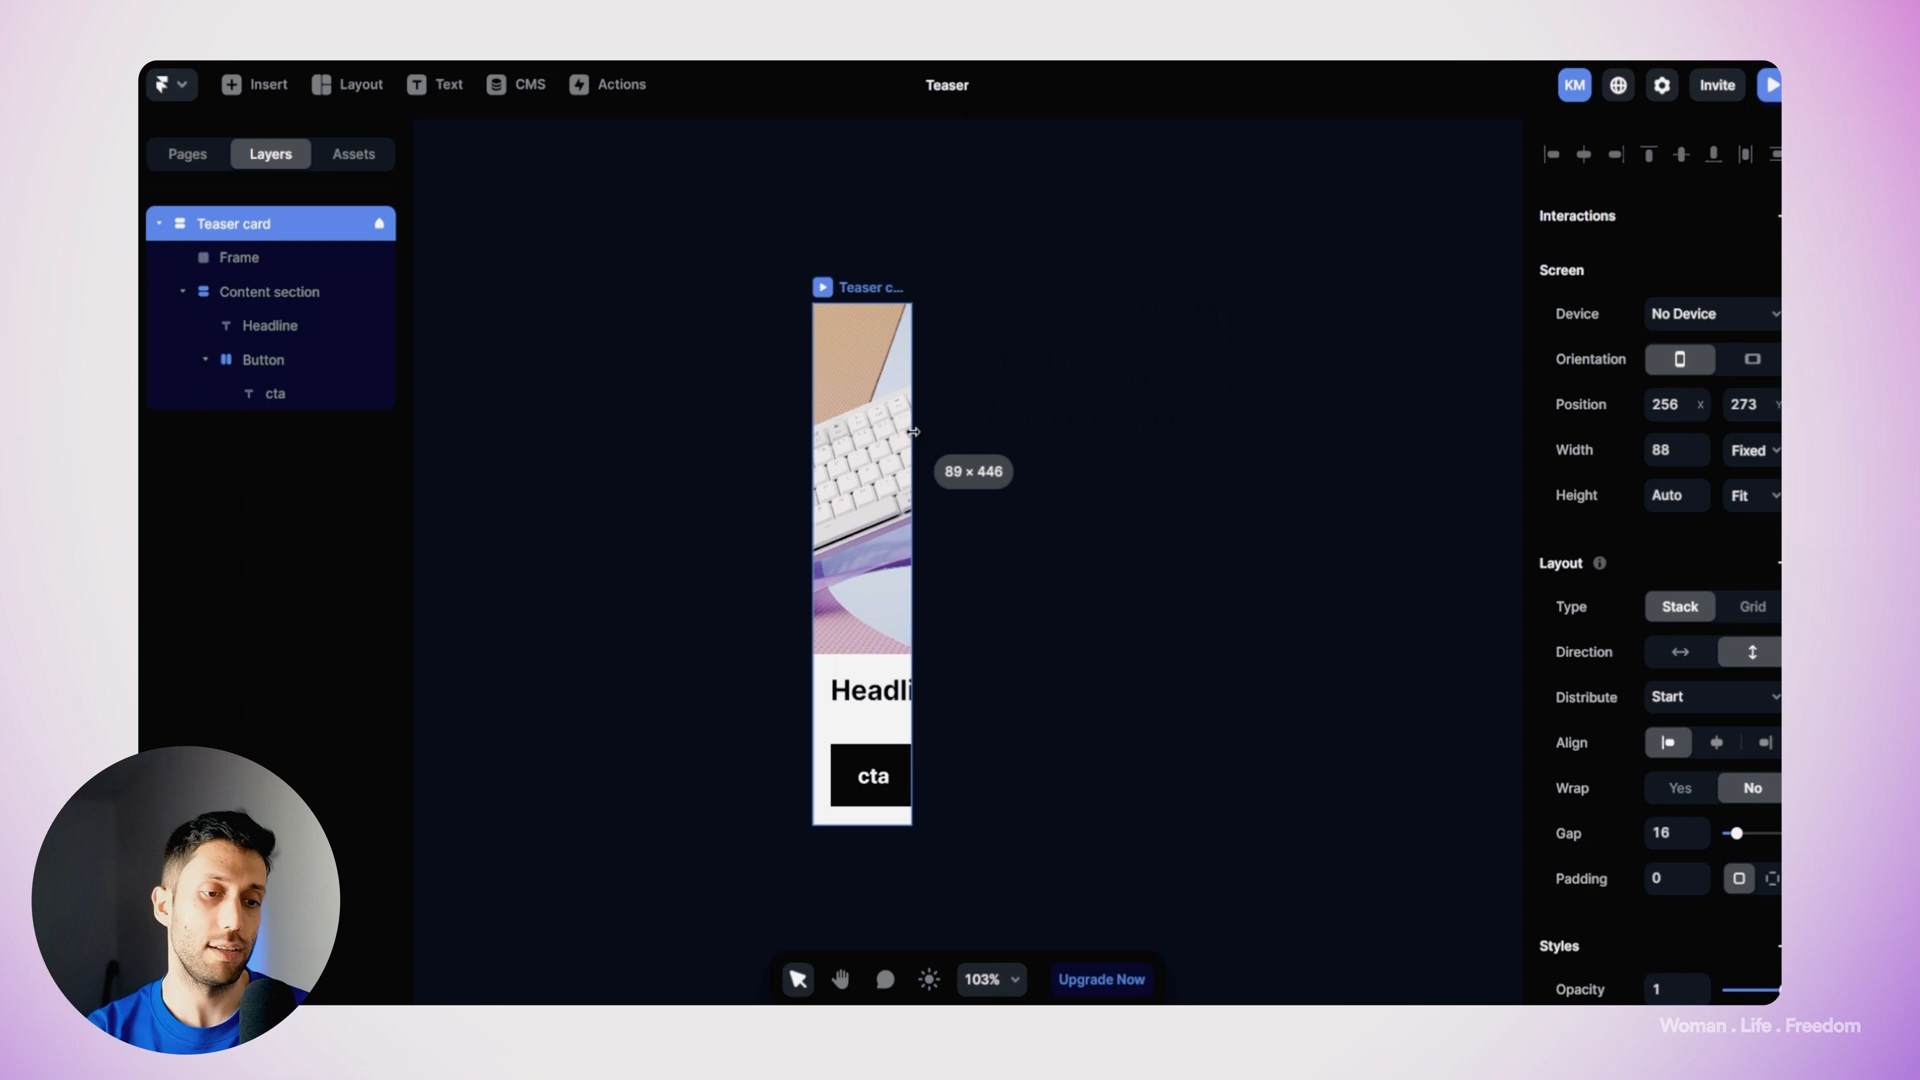 Insert
Layout
Text
CMS
Actions
Teaser
KM
Invite
Pages
Layers
Assets
Teaser card
Frame
Content section
Headline
Button
cta
Teaser c...
89 × 446
Headli
cta
Interactions
Screen
Device
No Device
Orientation
Position
256 X
273 Y
Width
88
Fixed
Height
Auto
Fit
Layout
Type
Stack
Grid
Direction
Distribute
Start
Align
Wrap
Yes
No
Gap
16
Padding
0
Styles
Opacity
1
103%
Upgrade Now
Woman . Life . Freedom